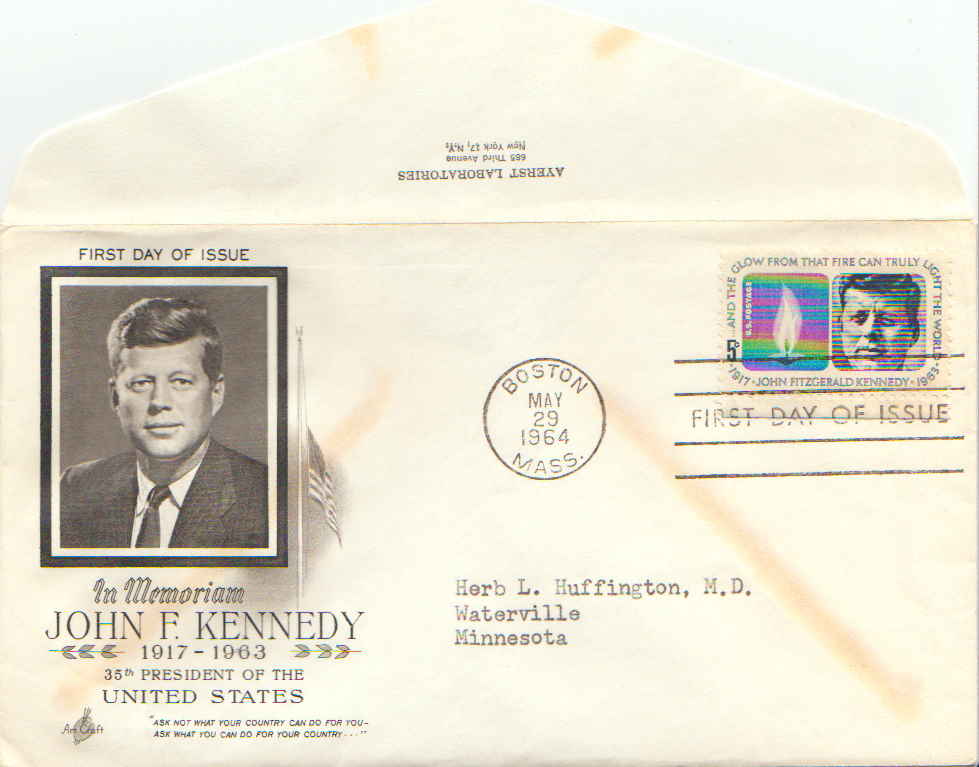 AYERST LABORATORIES
685 Third Avenue
New York 17, N.Y.
FIRST DAY OF ISSUE
In Memoriam
JOHN F. KENNEDY
1917 - 1963
35th PRESIDENT OF THE
UNITED STATES
"ASK NOT WHAT YOUR COUNTRY CAN DO FOR YOU—
ASK WHAT YOU CAN DO FOR YOUR COUNTRY..."
Art Craft
BOSTON
MAY
29
1964
MASS.
...AND THE GLOW FROM THAT FIRE CAN TRULY LIGHT THE WORLD
U.S. POSTAGE
5c
1917 · JOHN FITZGERALD KENNEDY · 1963
FIRST DAY OF ISSUE
Herb L. Huffington, M.D.
Waterville
Minnesota